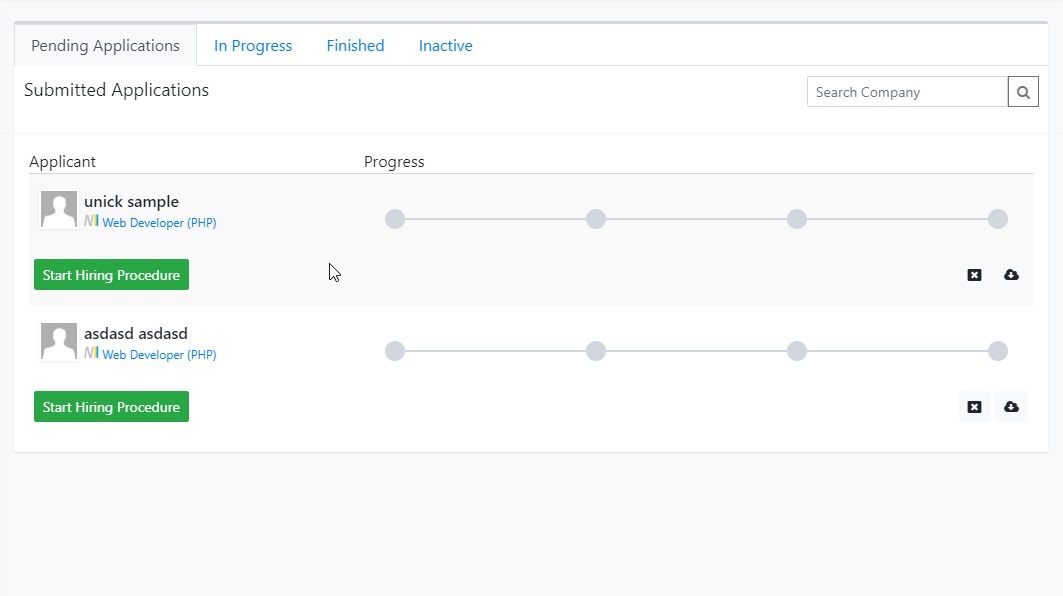 Pending Applications In Progress Finished Inactive
Submitted Applications Search Company
Applicant Progress
unick sample
Web Developer (PHP)
Start Hiring Procedure
asdasd asdasd
Web Developer (PHP)
Start Hiring Procedure